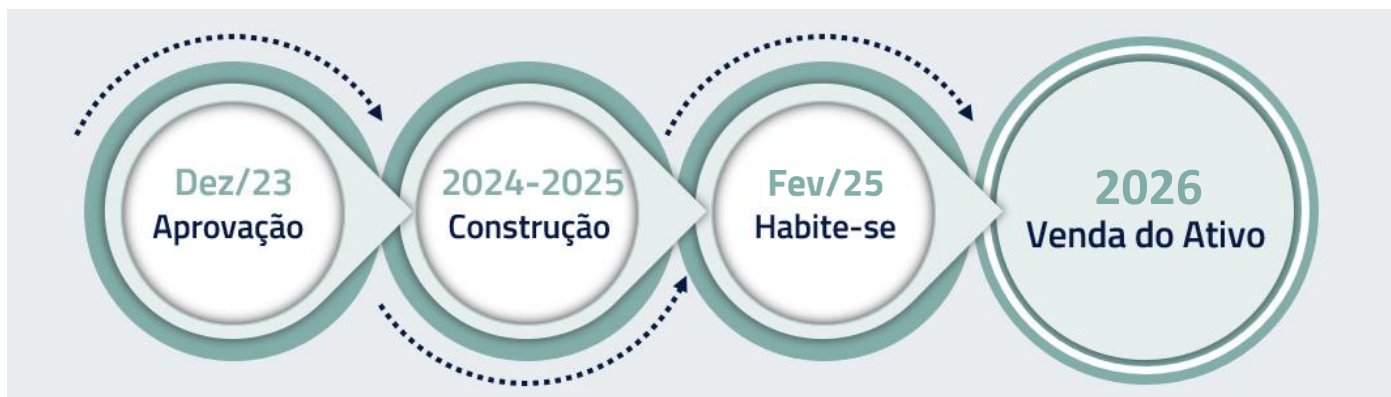 Dez/23
Aprovação
2024-2025
Construção
Fev/25
Habite-se
2026
Venda do Ativo